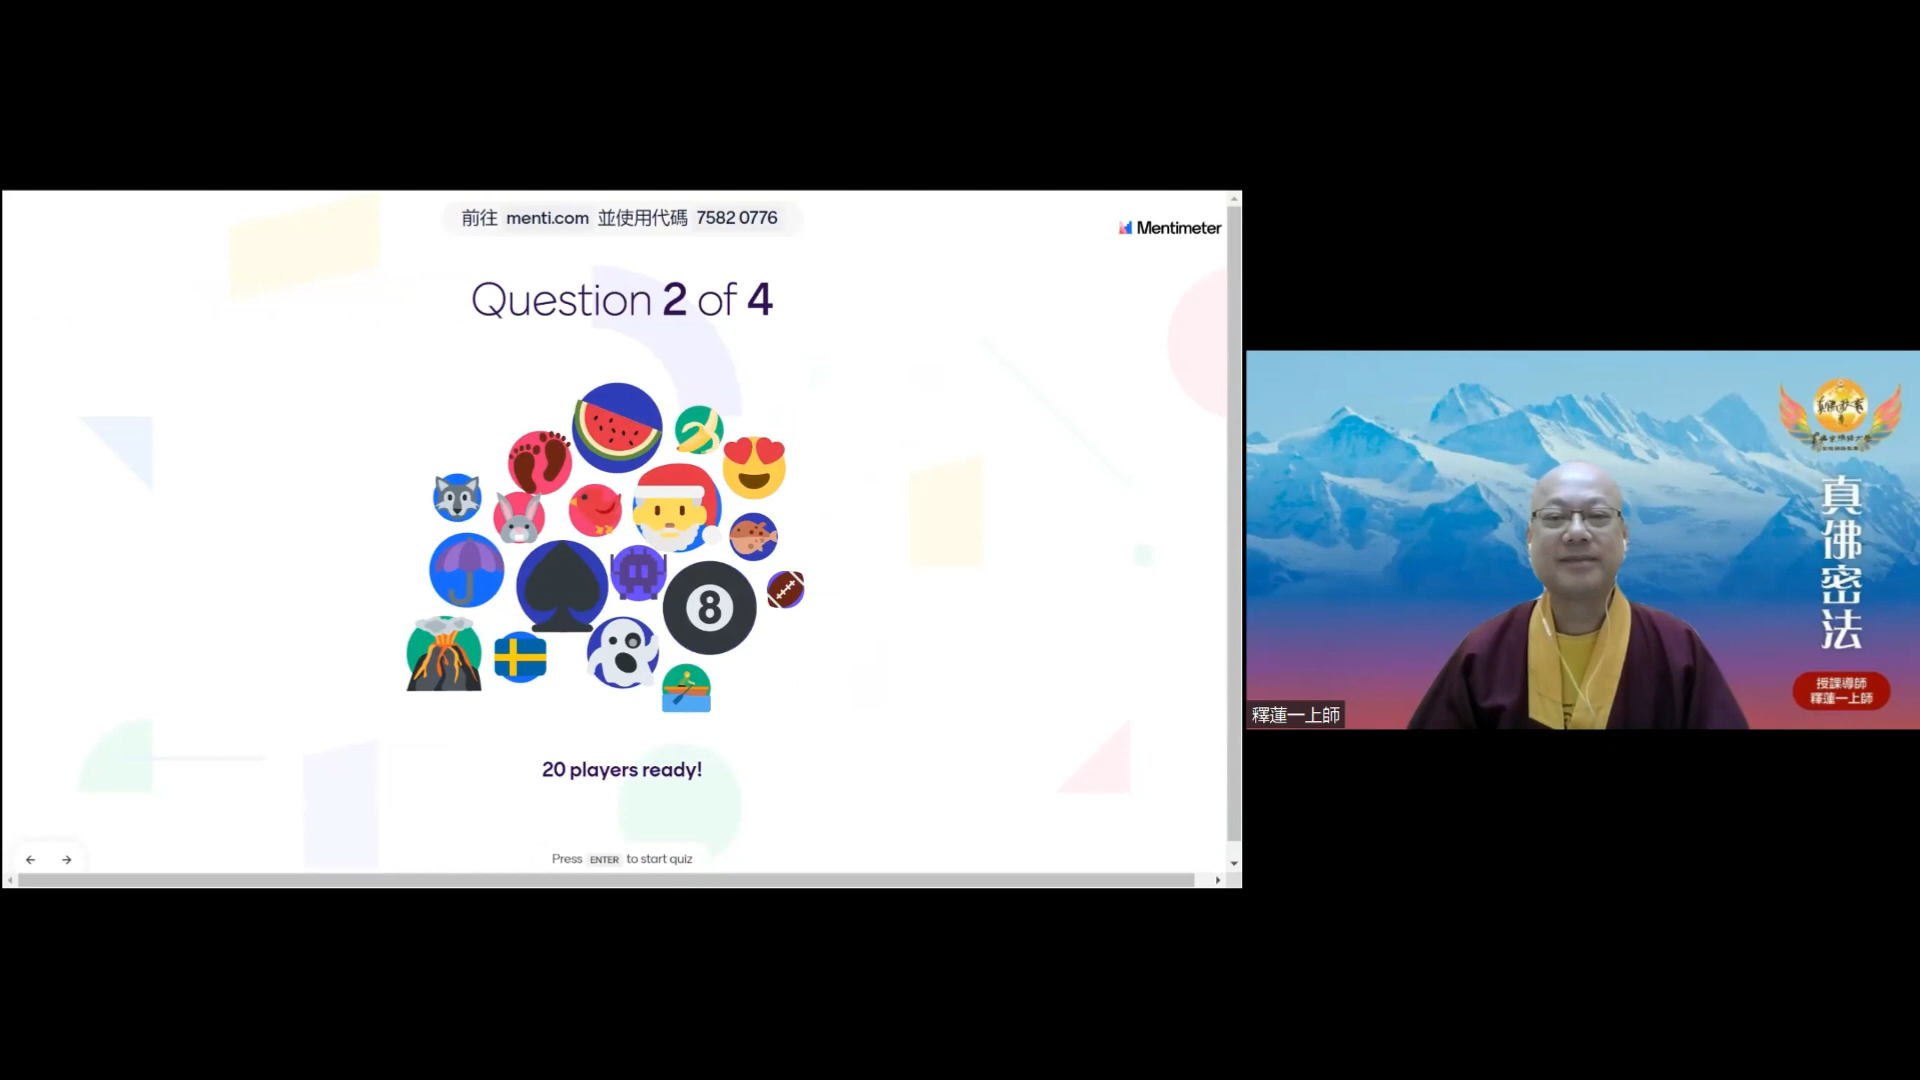 前往 menti.com 並使用代碼 7582 0776
Mentimeter
Question 2 of 4
8
20 players ready!
Press ENTER to start quiz
真佛密法
授課導師
釋蓮一上師
釋蓮一上師